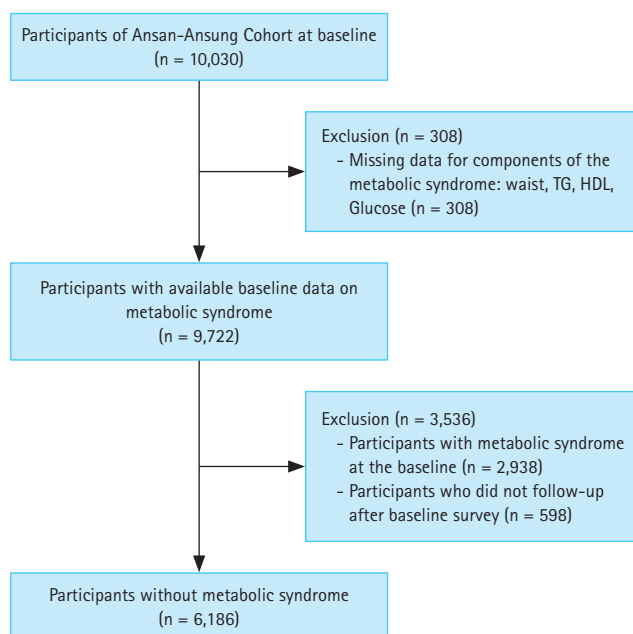 Participants of Ansan-Ansung Cohort at baseline
(n = 10,030)
Exclusion (n = 308)
- Missing data for components of the
metabolic syndrome: waist, TG, HDL,
Glucose (n = 308)
Participants with available baseline data on
metabolic syndrome
(n = 9,722)
Exclusion (n = 3,536)
- Participants with metabolic syndrome
at the baseline (n = 2,938)
- Participants who did not follow-up
after baseline survey (n = 598)
Participants without metabolic syndrome
(n = 6,186)